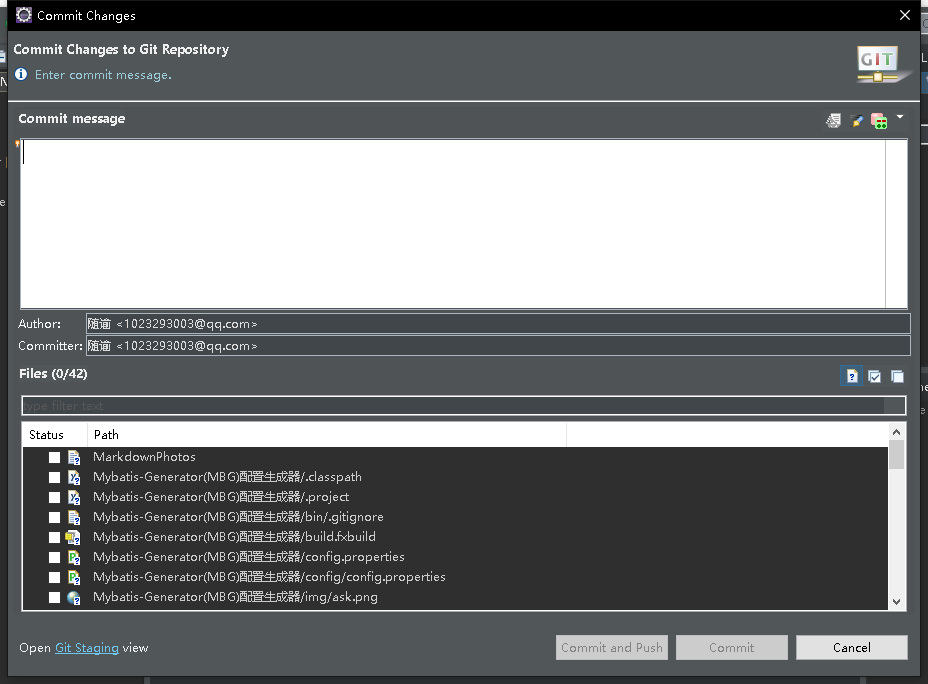 Commit Changes
Commit Changes to Git Repository
Enter commit message.
GIT
Commit message
Author: 随谕 <1023293003@qq.com>
Committer: 随谕 <1023293003@qq.com>
Files (0/42)
type filter text
Status Path
MarkdownPhotos
Mybatis-Generator(MBG)配置生成器/.classpath
Mybatis-Generator(MBG)配置生成器/.project
Mybatis-Generator(MBG)配置生成器/bin/.gitignore
Mybatis-Generator(MBG)配置生成器/build.fxbuild
Mybatis-Generator(MBG)配置生成器/config.properties
Mybatis-Generator(MBG)配置生成器/config/config.properties
Mybatis-Generator(MBG)配置生成器/img/ask.png
Open Git Staging view
Commit and Push Commit Cancel